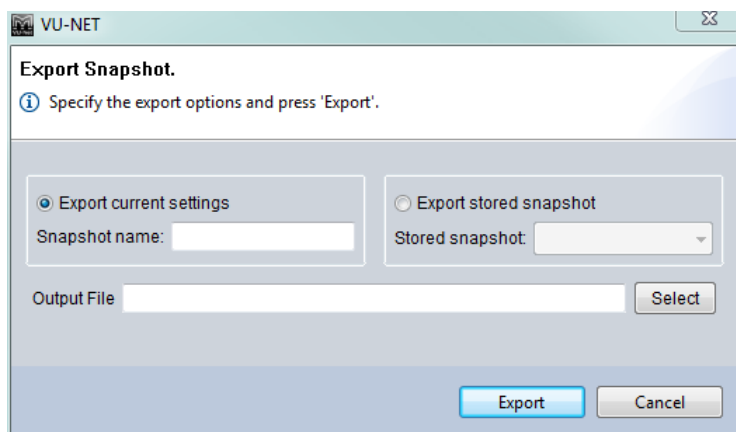 VU-NET
Export Snapshot.
Specify the export options and press 'Export'.
Export current settings
Snapshot name:
Export stored snapshot
Stored snapshot:
Output File
Select
Export
Cancel